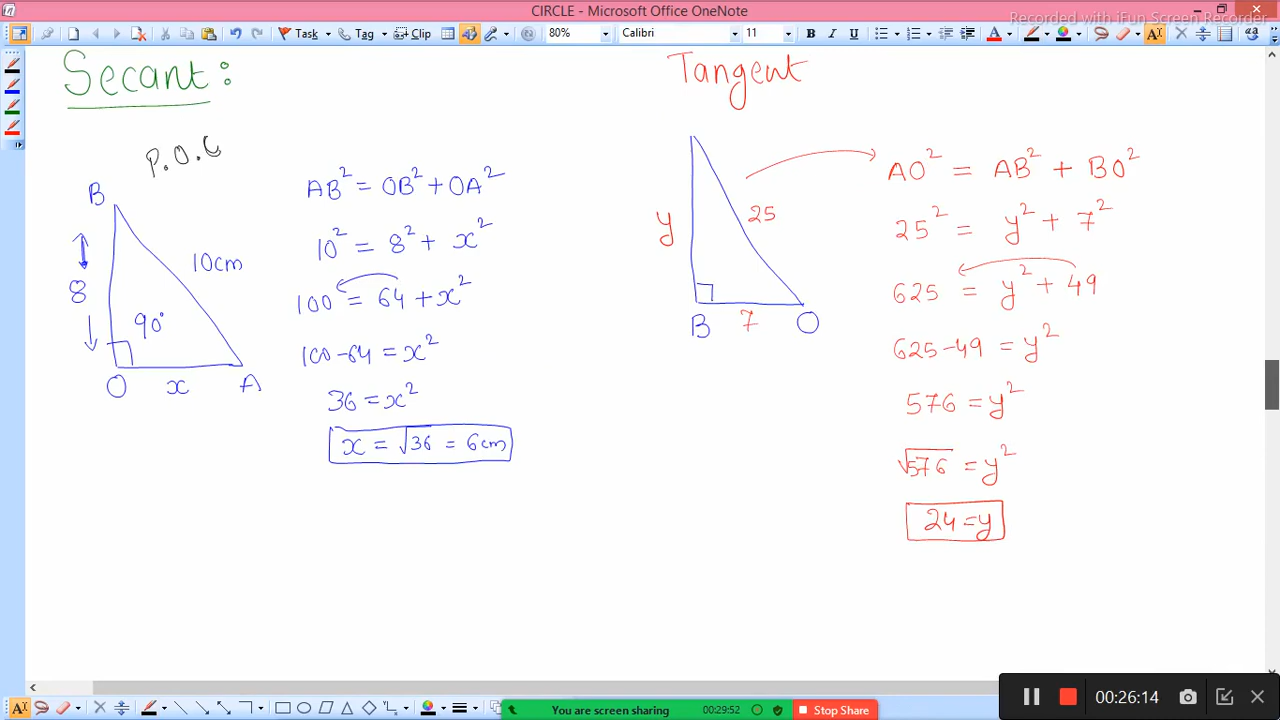 CIRCLE - Microsoft Office OneNote
Recorded with iFun Screen Recorder
Task Tag Clip 80% Calibri 11 B I U
Secant:
Tangent
P.O.
B
8
10cm
90°
O x A
AB² = OB² + OA²
10² = 8² + x²
100 = 64 + x²
100-64 = x²
36 = x²
x = √36 = 6cm
y
25
B 7 O
AO² = AB² + BO²
25² = y² + 7²
625 = y² + 49
625-49 = y²
576 = y²
√576 = y²
24 = y
You are screen sharing 00:29:52 Stop Share
00:26:14